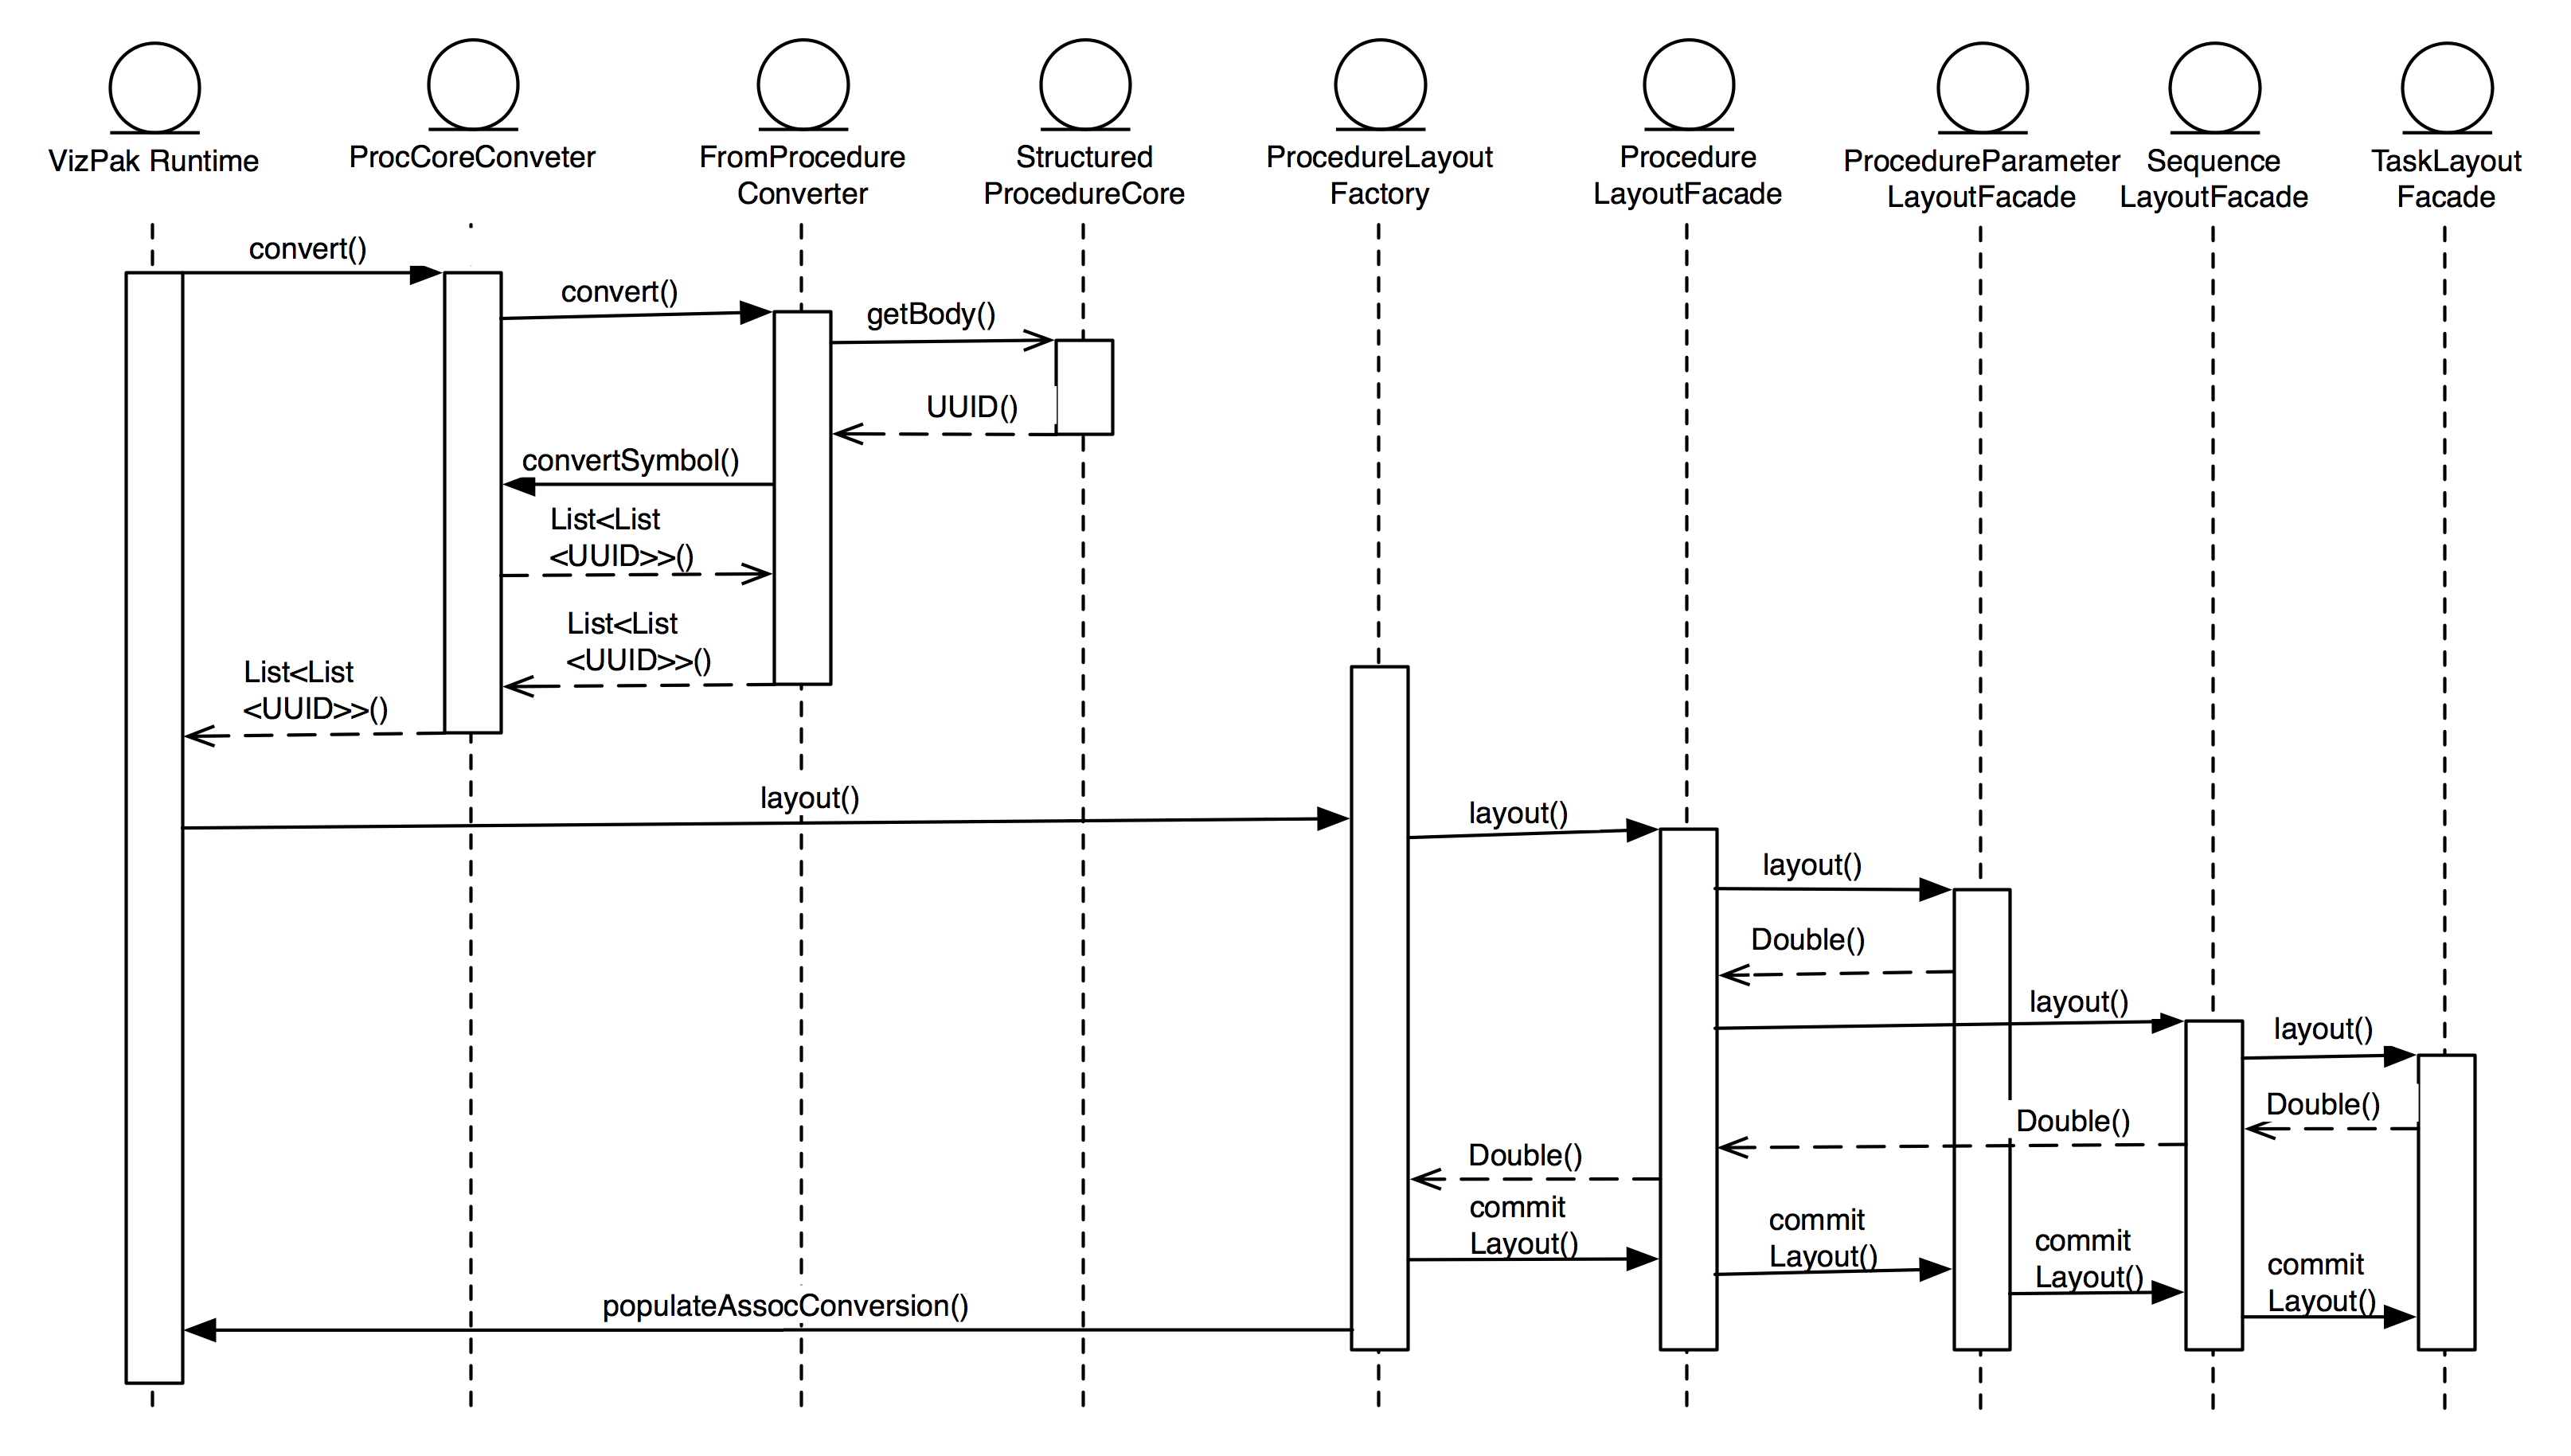 VizPak Runtime
ProcCoreConveter
FromProcedure
Converter
Structured
ProcedureCore
ProcedureLayout
Factory
Procedure
LayoutFacade
ProcedureParameter
LayoutFacade
Sequence
LayoutFacade
TaskLayout
Facade
convert()
convert()
getBody()
UUID()
convertSymbol()
List<List
<UUID>>()
List<List
<UUID>>()
List<List
<UUID>>()
layout()
layout()
layout()
Double()
layout()
layout()
Double()
Double()
Double()
commit
Layout()
commit
Layout()
commit
Layout()
commit
Layout()
populateAssocConversion()